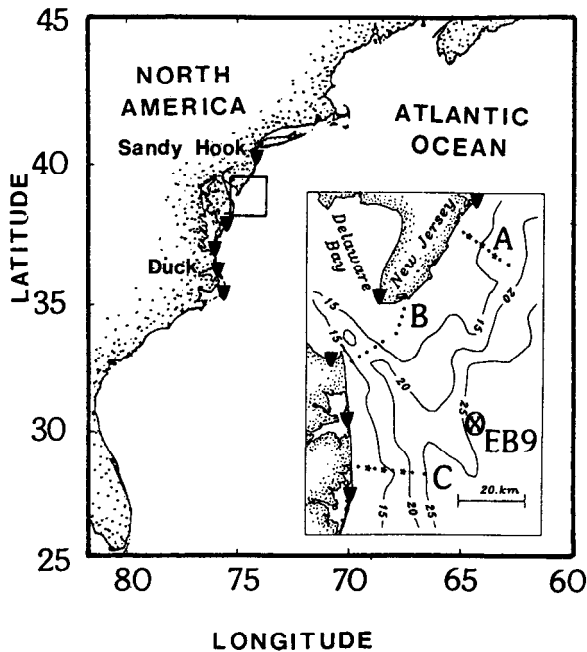 45
NORTH
AMERICA
ATLANTIC
OCEAN
Sandy Hook
40
LATITUDE
Duck
35
30
25
Delaware
Bay
New Jersey
A
B
C
15
20
15
15
20
25
EB9
15
20
25
20 km
80
75
70
65
60
LONGITUDE